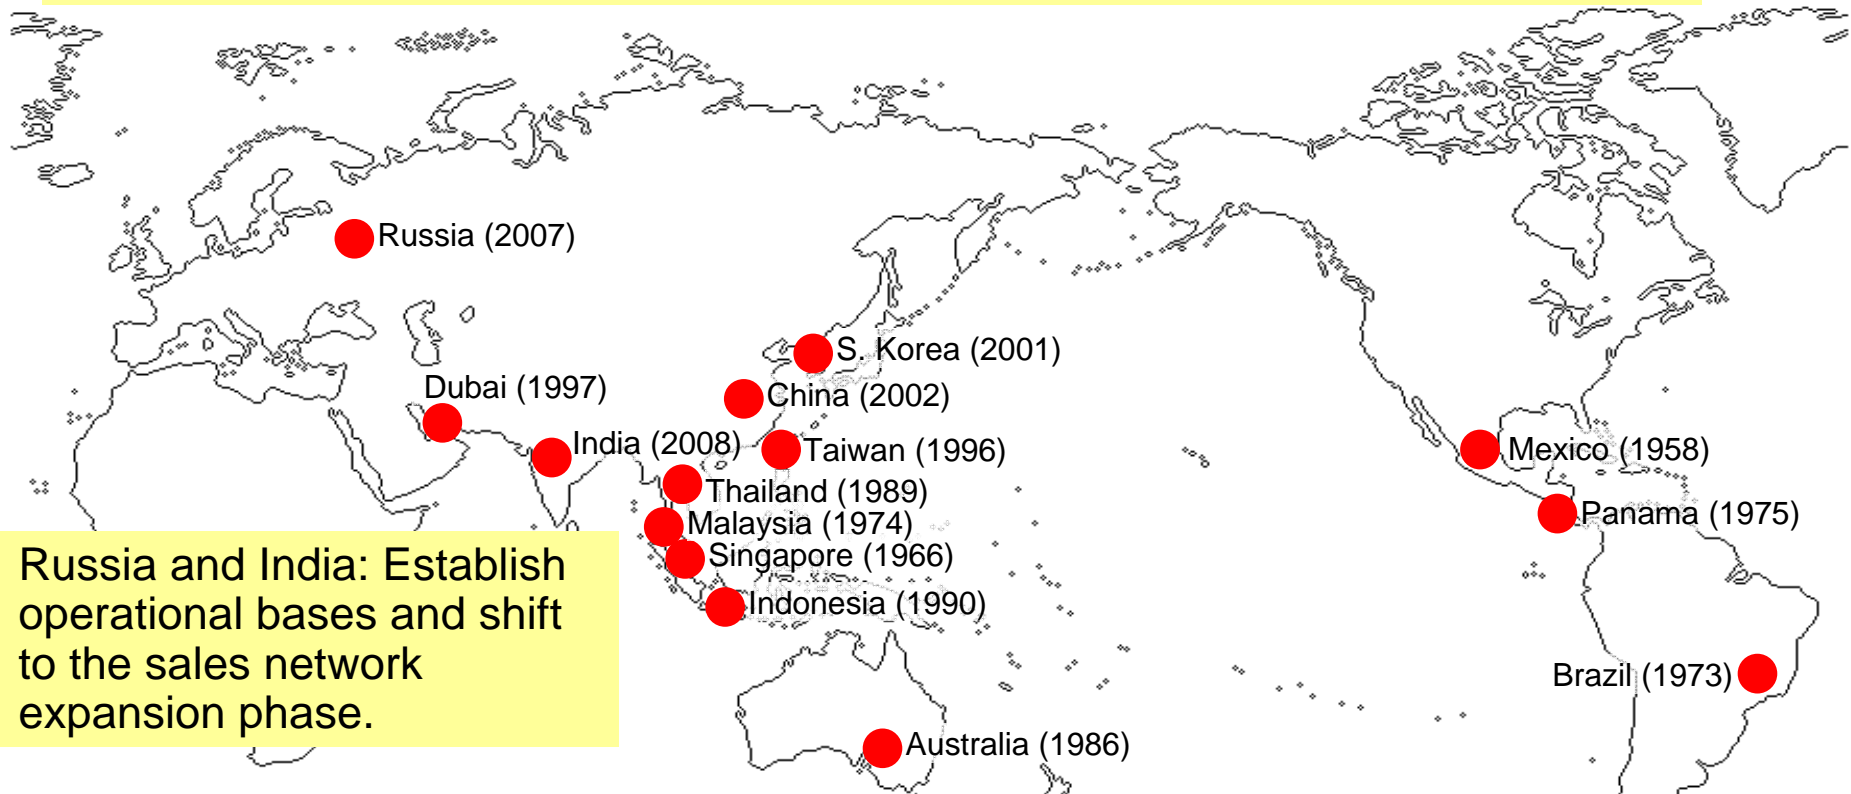 Russia (2007)
S. Korea (2001)
Dubai (1997)
China (2002)
India (2008)
Taiwan (1996)
Mexico (1958)
Thailand (1989)
Malaysia (1974)
Panama (1975)
Singapore (1966)
Indonesia (1990)
Russia and India: Establish
operational bases and shift
to the sales network
expansion phase.
Brazil (1973)
Australia (1986)